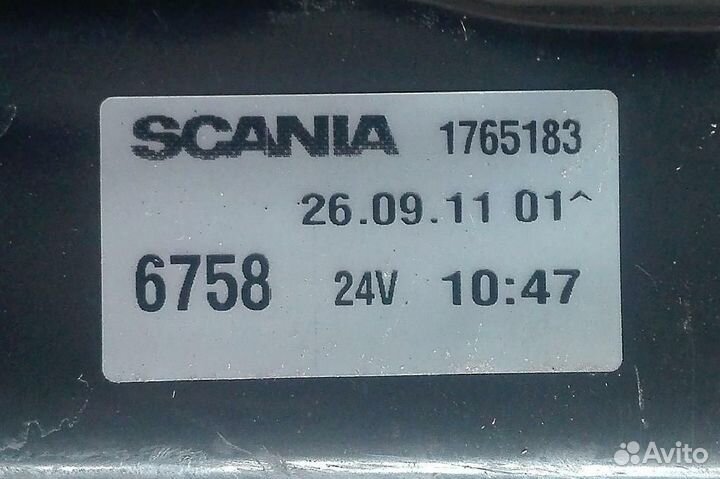 SCANIA 1765183
26.09.11 01^
6758 24V 10:47
Avito